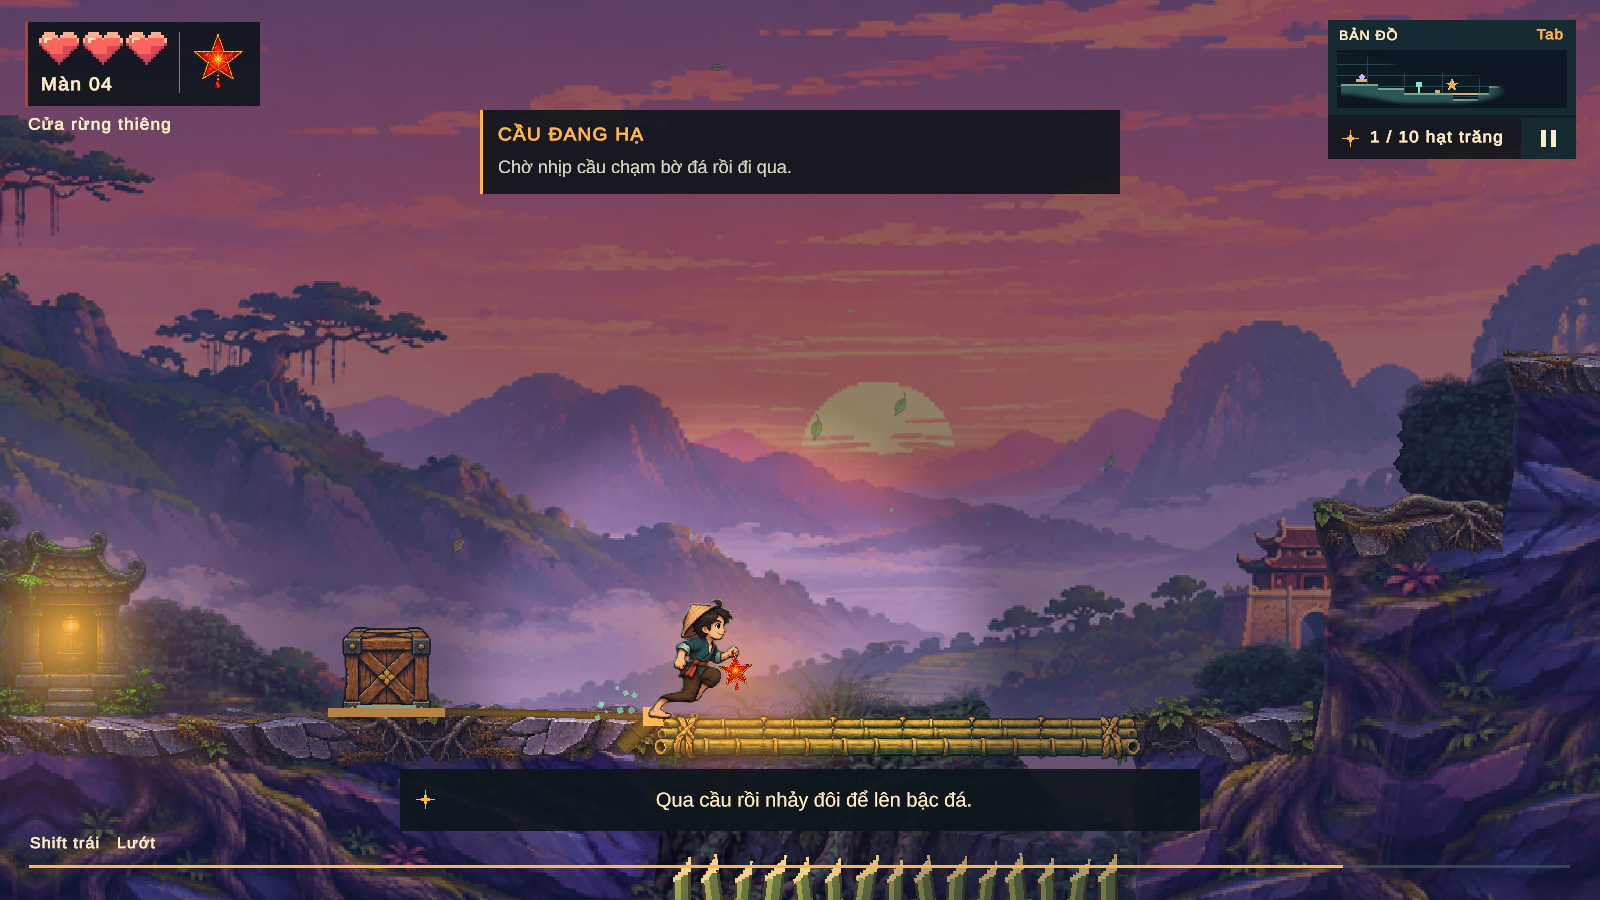 Màn 04
Cửa rừng thiêng
CẦU ĐANG HẠ
Chờ nhịp cầu chạm bờ đá rồi đi qua.
BẢN ĐỒ Tab
1 / 10 hạt trăng
Qua cầu rồi nhảy đôi để lên bậc đá.
Shift trái Lướt